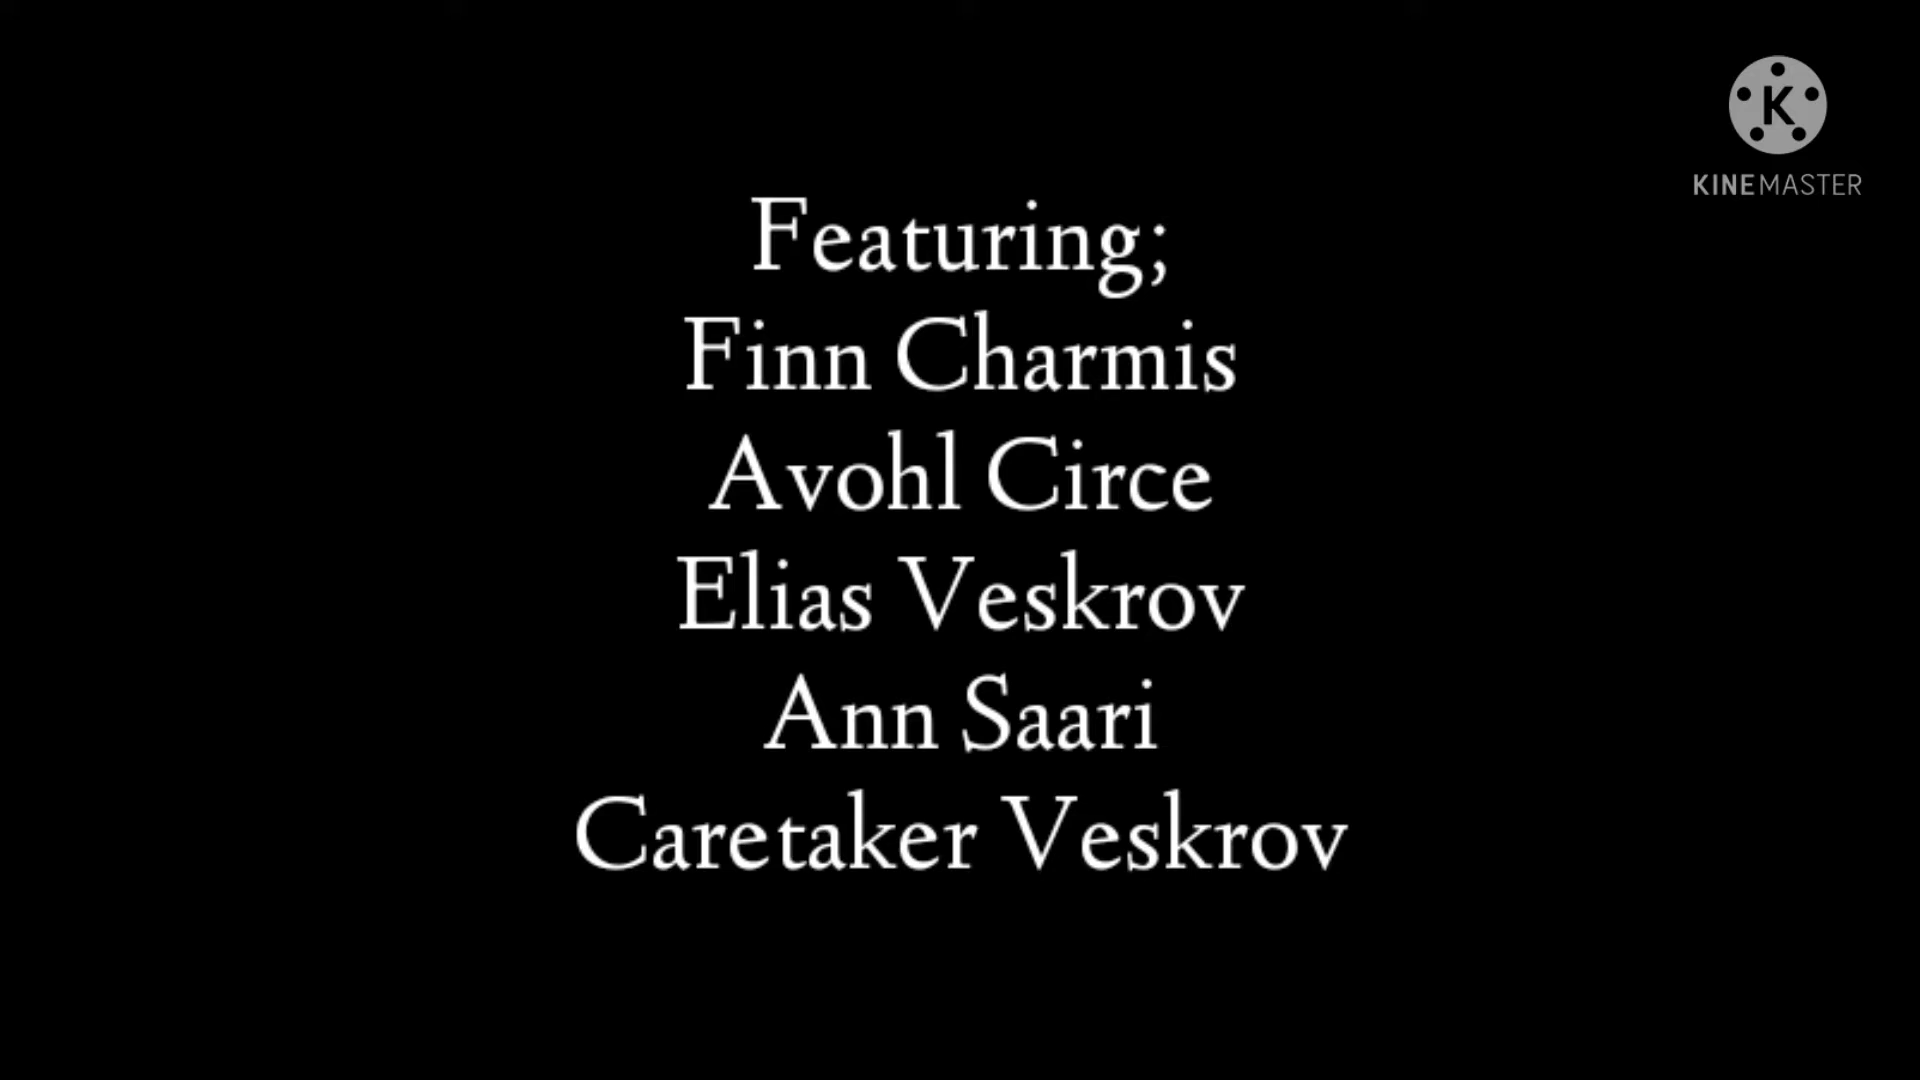 K
KINEMASTER
Featuring;
Finn Charmis
Avohl Circe
Elias Veskrov
Ann Saari
Caretaker Veskrov